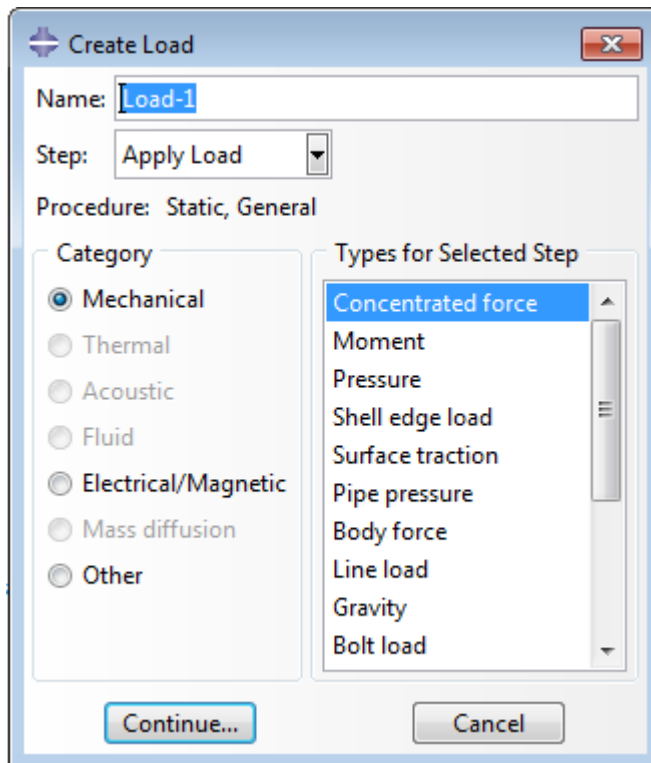 Create Load
Name: Load-1
Step: Apply Load
Procedure: Static, General
Category
Mechanical
Thermal
Acoustic
Fluid
Electrical/Magnetic
Mass diffusion
Other
Types for Selected Step
Concentrated force
Moment
Pressure
Shell edge load
Surface traction
Pipe pressure
Body force
Line load
Gravity
Bolt load
Continue...
Cancel